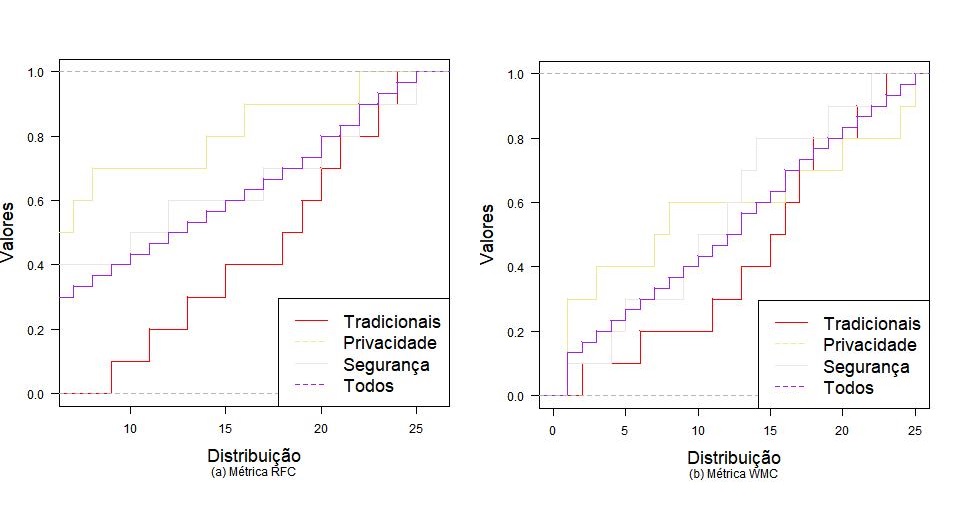 Valores
1.0
0.8
0.6
0.4
0.2
0.0
10
15
20
25
Tradicionais
Privacidade
Segurança
Todos
Distribuição
(a) Métrica RFC
Valores
1.0
0.8
0.6
0.4
0.2
0.0
0
5
10
15
20
25
Tradicionais
Privacidade
Segurança
Todos
Distribuição
(b) Métrica WMC